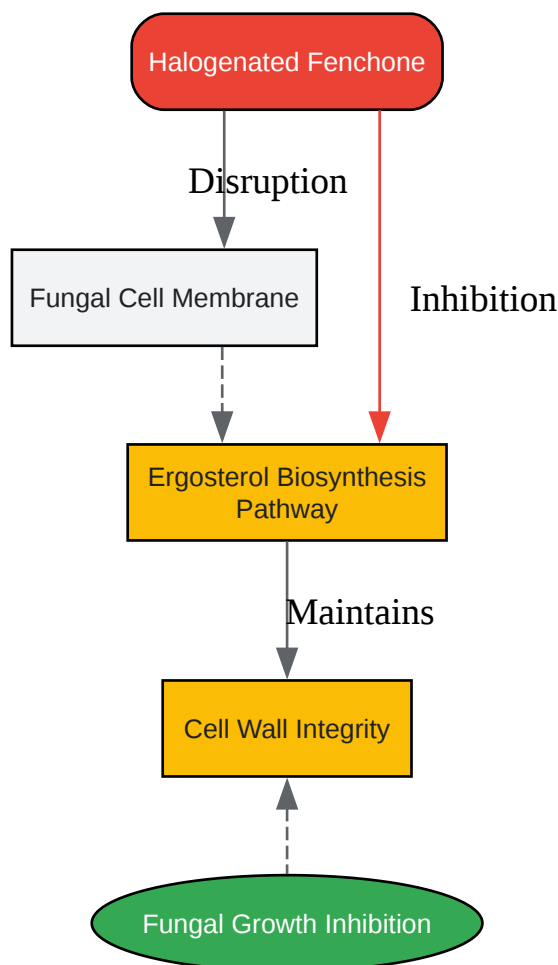 Halogenated Fenchone
Disruption
Fungal Cell Membrane
Inhibition
Ergosterol Biosynthesis
Pathway
Maintains
Cell Wall Integrity
Fungal Growth Inhibition